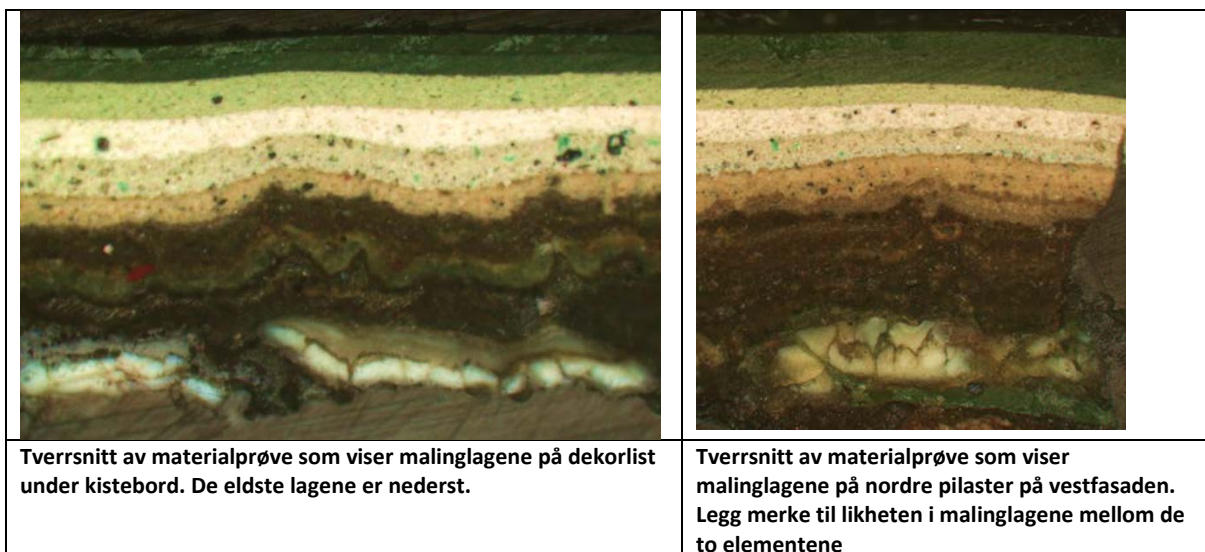 Tverrsnitt av materialprøve som viser malinglagene på dekorlist
under kistebord. De eldste lagene er nederst.
Tverrsnitt av materialprøve som viser
malinglagene på nordre pilaster på vestfasaden.
Legg merke til likheten i malinglagene mellom de
to elementene